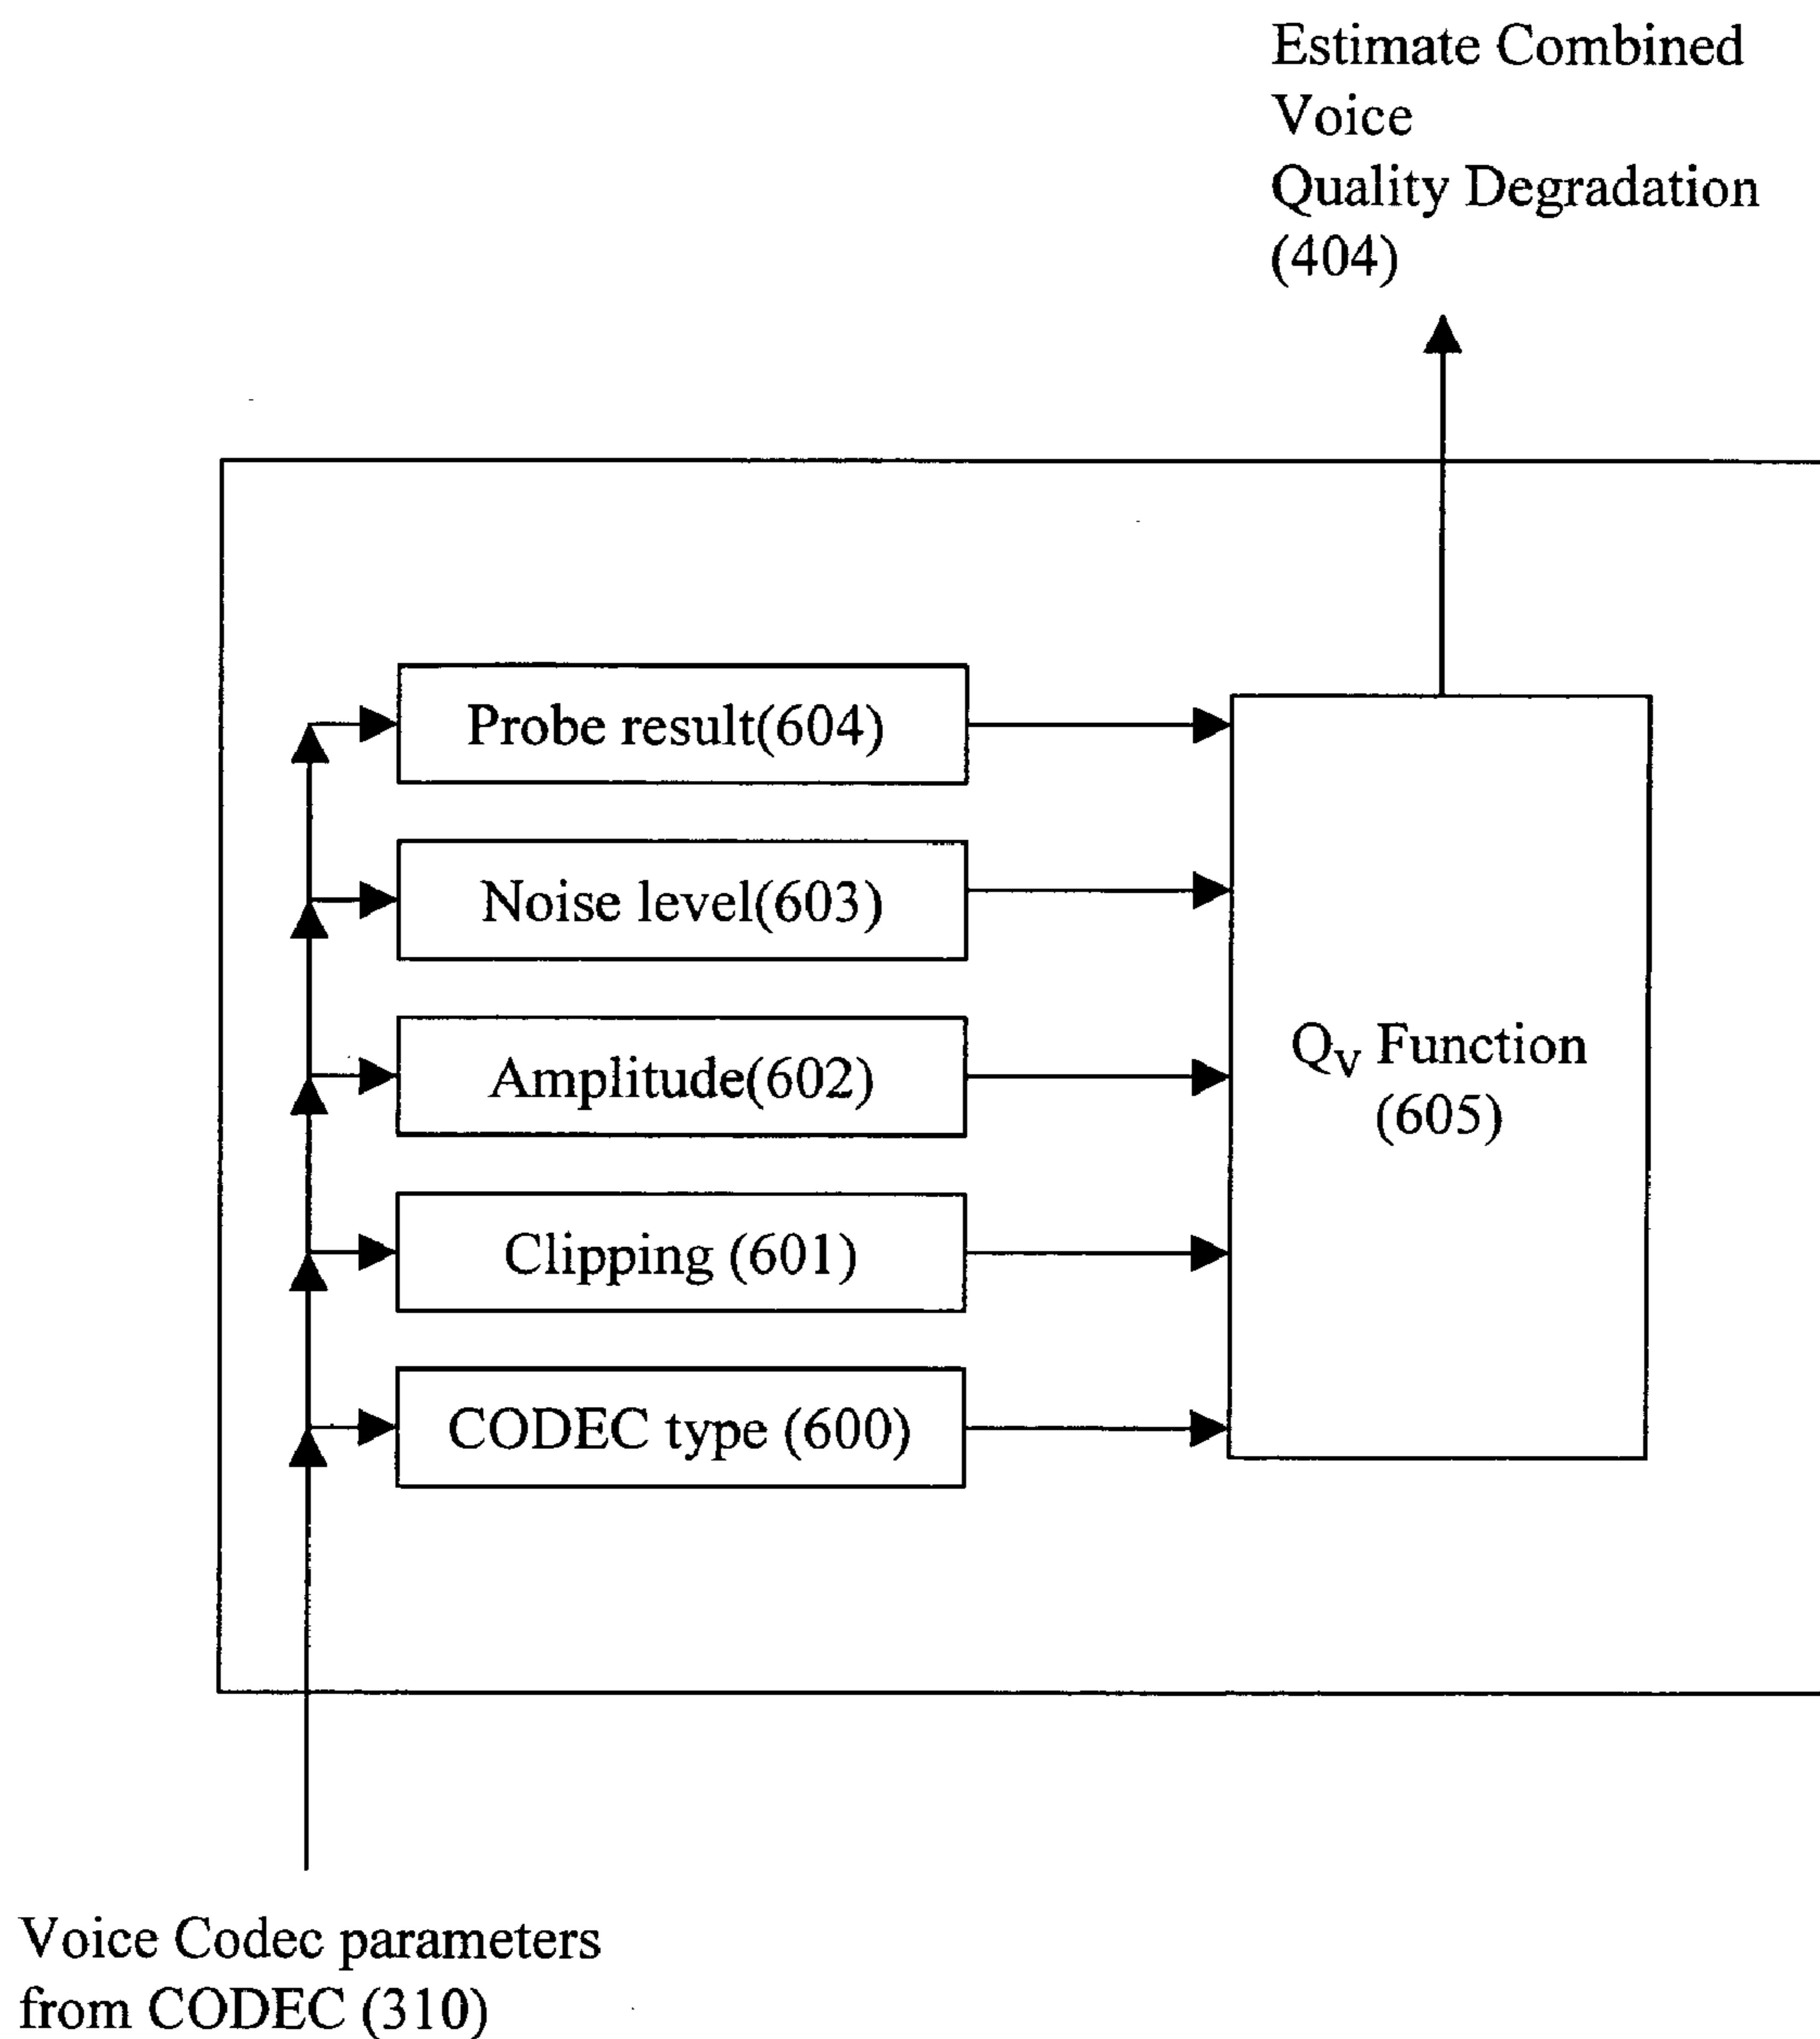 Estimate Combined
Voice
Quality Degradation
(404)
Probe result(604)
Noise level(603)
Amplitude(602)
Clipping (601)
CODEC type (600)
Qv Function
(605)
Voice Codec parameters
from CODEC (310)